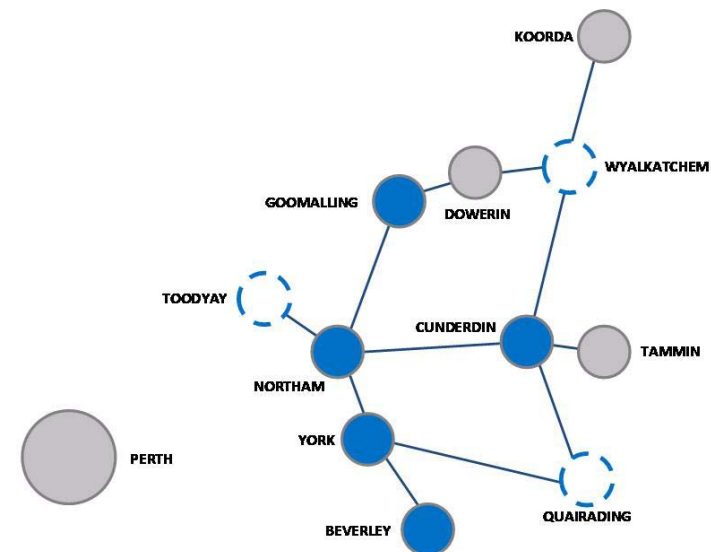 KOORDA
WYALKATCHEM
GOOMALLING
DOWERIN
TOODYAY
CUNDERDIN
TAMMIN
NORTHAM
YORK
PERTH
QUAIRADING
BEVERLEY